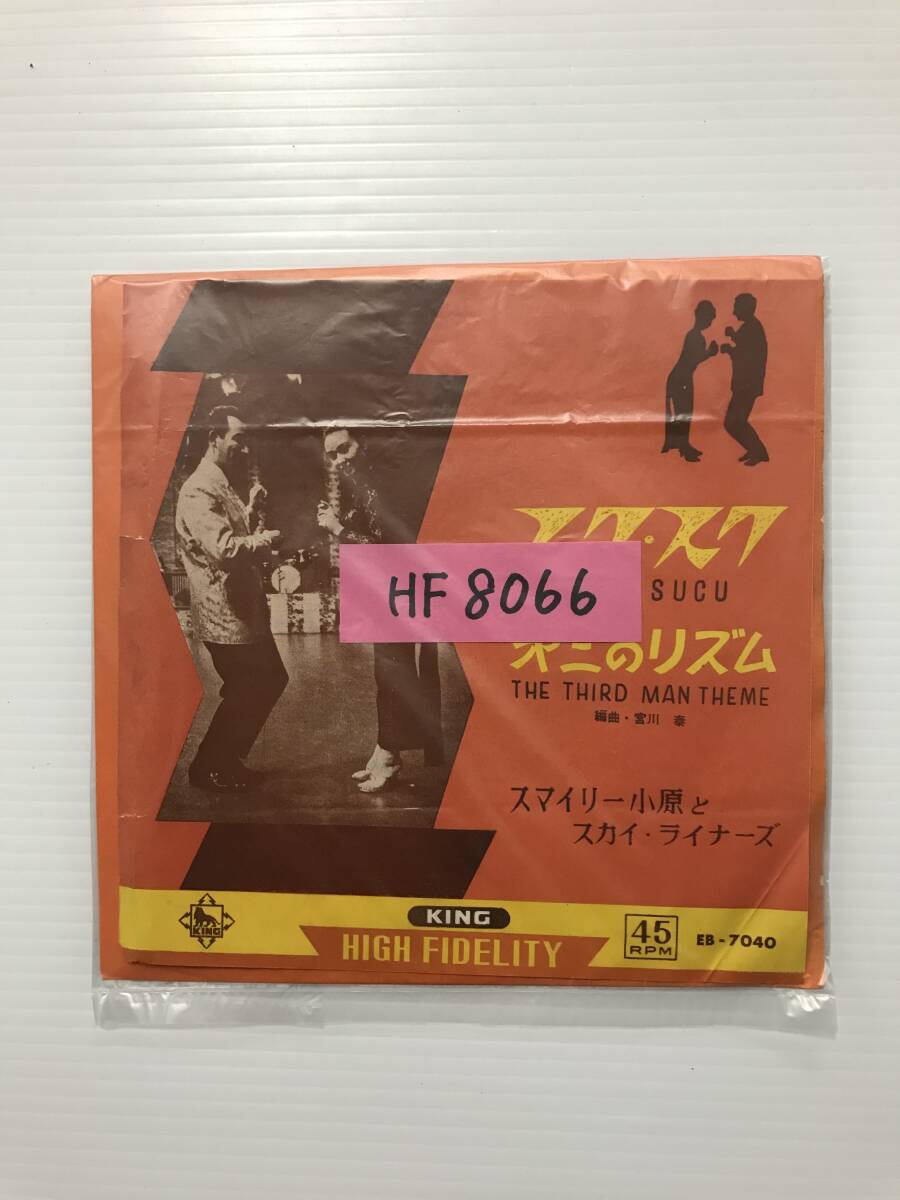 スク・スク
SUCU
HF 8066
第三のリズム
THE THIRD MAN THEME
編曲・宮川 泰
スマイリー小原と
スカイ・ライナーズ
KING
KING
HIGH FIDELITY
45
RPM
EB-7040